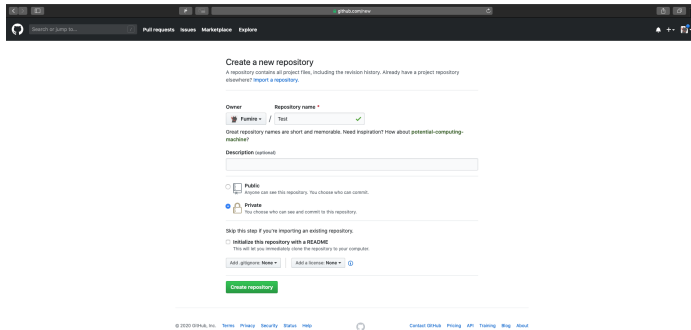 github.com/new
Search or jump to...
/
Pull requests Issues Marketplace Explore
Create a new repository
A repository contains all project files, including the revision history. Already have a project repository
elsewhere? Import a repository.
Owner Repository name *
Fumire / Test
Great repository names are short and memorable. Need inspiration? How about potential-computing-
machine?
Description (optional)
Public
Anyone can see this repository. You choose who can commit.
Private
You choose who can see and commit to this repository.
Skip this step if you're importing an existing repository.
Initialize this repository with a README
This will let you immediately clone the repository to your computer.
Add .gitignore: None Add a license: None
Create repository
© 2020 GitHub, Inc. Terms Privacy Security Status Help Contact GitHub Pricing API Training Blog About